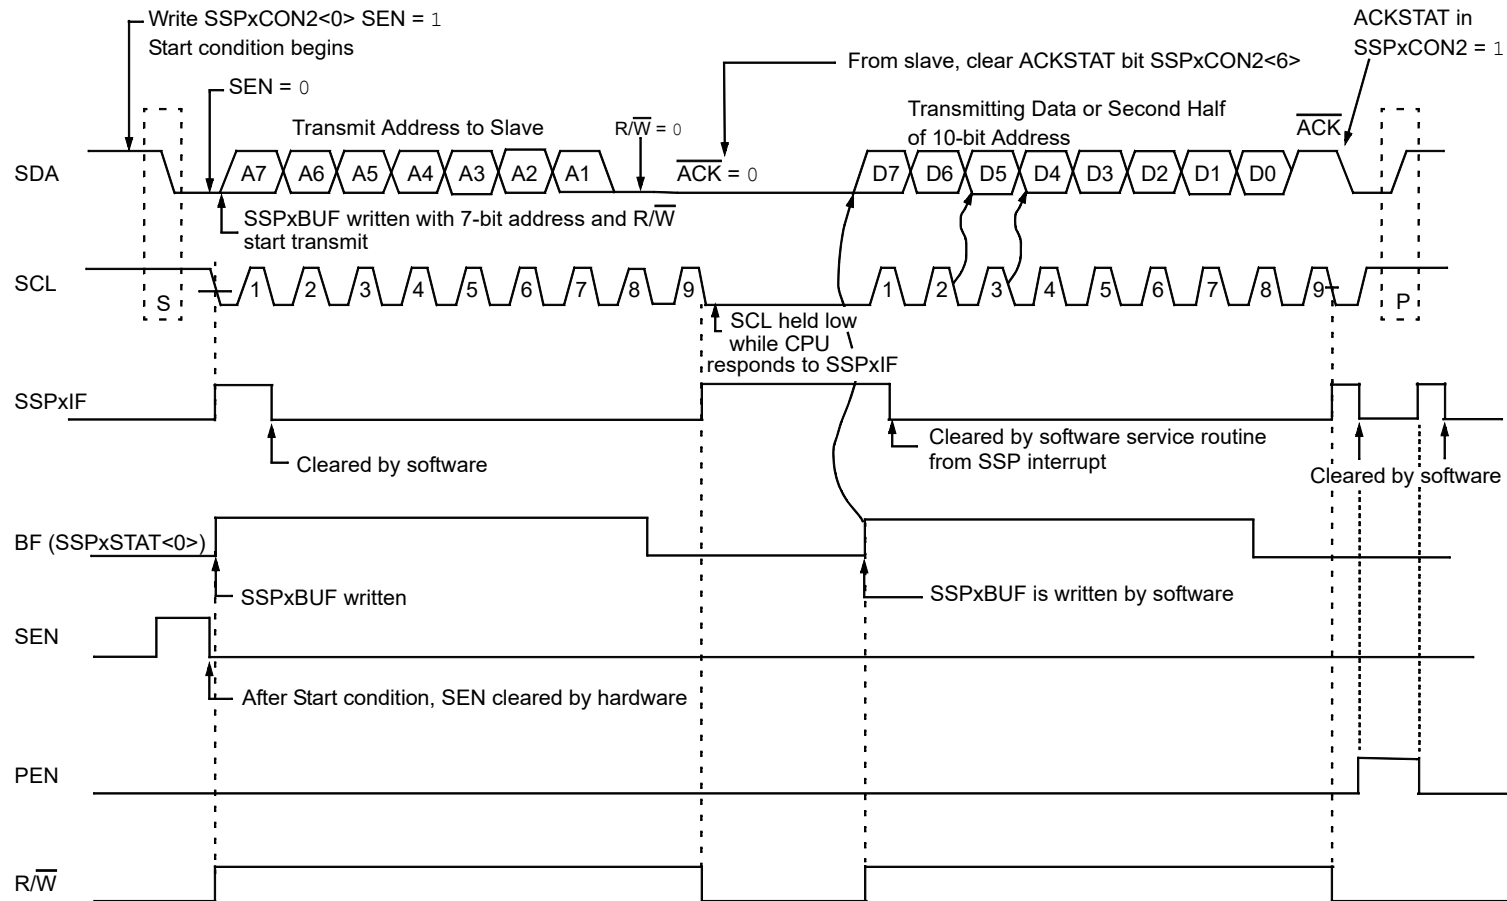 Write SSPxCON2<0> SEN = 1
Start condition begins
ACKSTAT in
SSPxCON2 = 1
From slave, clear ACKSTAT bit SSPxCON2<6>
SEN = 0
Transmitting Data or Second Half
of 10-bit Address
Transmit Address to Slave
R/W̅ = 0
A̅C̅K̅
SDA
A7 A6 A5 A4 A3 A2 A1
A̅C̅K̅ = 0
D7 D6 D5 D4 D3 D2 D1 D0
SSPxBUF written with 7-bit address and R/W̅
start transmit
SCL
S
1 2 3 4 5 6 7 8 9
1 2 3 4 5 6 7 8 9
P
SCL held low
while CPU
responds to SSPxIF
SSPxIF
Cleared by software
Cleared by software service routine
from SSP interrupt
Cleared by software
BF (SSPxSTAT<0>)
SSPxBUF written
SSPxBUF is written by software
SEN
After Start condition, SEN cleared by hardware
PEN
R/W̅